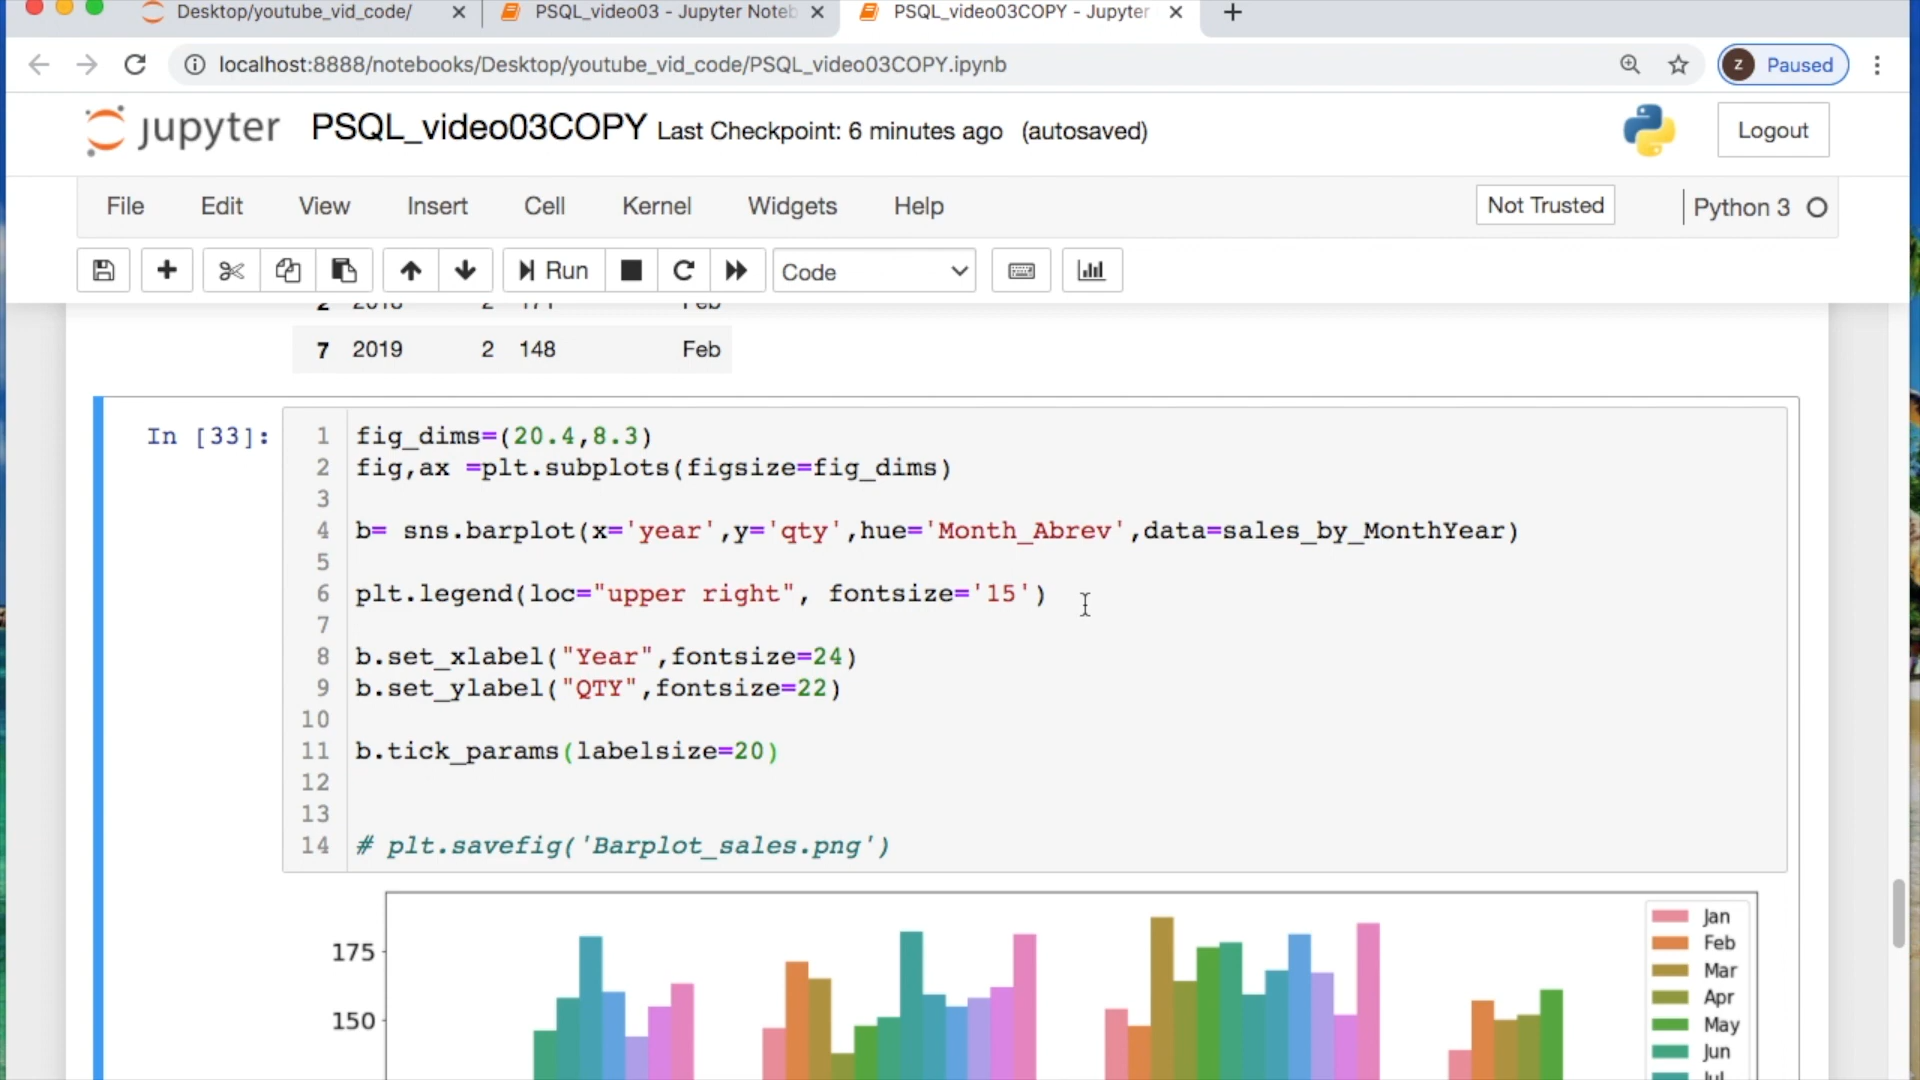 Desktop/youtube_vid_code/
PSQL_video03 - Jupyter Noteb
PSQL_video03COPY - Jupyter
localhost:8888/notebooks/Desktop/youtube_vid_code/PSQL_video03COPY.ipynb
z Paused
jupyter PSQL_video03COPY Last Checkpoint: 6 minutes ago (autosaved)
Logout
File Edit View Insert Cell Kernel Widgets Help
Not Trusted
Python 3
Run
Code
7 2019 2 148 Feb
In [33]:
1 fig_dims=(20.4,8.3)
2 fig,ax =plt.subplots(figsize=fig_dims)
3
4 b= sns.barplot(x='year',y='qty',hue='Month_Abrev',data=sales_by_MonthYear)
5
6 plt.legend(loc="upper right", fontsize='15')
7
8 b.set_xlabel("Year",fontsize=24)
9 b.set_ylabel("QTY",fontsize=22)
10
11 b.tick_params(labelsize=20)
12
13
14 # plt.savefig('Barplot_sales.png')
175
150
Jan
Feb
Mar
Apr
May
Jun